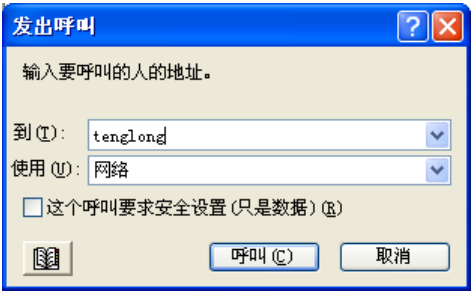 发出呼叫
输入要呼叫的人的地址。
到(T): tenglong
使用(U): 网络
这个呼叫要求安全设置(只是数据)(R)
呼叫(C) 取消